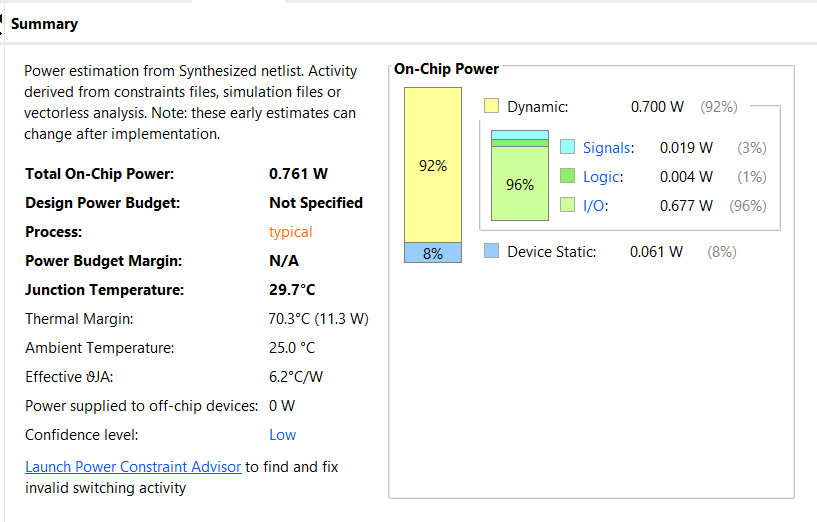 Summary
Power estimation from Synthesized netlist. Activity
derived from constraints files, simulation files or
vectorless analysis. Note: these early estimates can
change after implementation.
Total On-Chip Power: 0.761 W
Design Power Budget: Not Specified
Process: typical
Power Budget Margin: N/A
Junction Temperature: 29.7°C
Thermal Margin: 70.3°C (11.3 W)
Ambient Temperature: 25.0 °C
Effective ϑJA: 6.2°C/W
Power supplied to off-chip devices: 0 W
Confidence level: Low
Launch Power Constraint Advisor to find and fix
invalid switching activity
On-Chip Power
92%
8%
Dynamic: 0.700 W (92%)
96%
Signals: 0.019 W (3%)
Logic: 0.004 W (1%)
I/O: 0.677 W (96%)
Device Static: 0.061 W (8%)